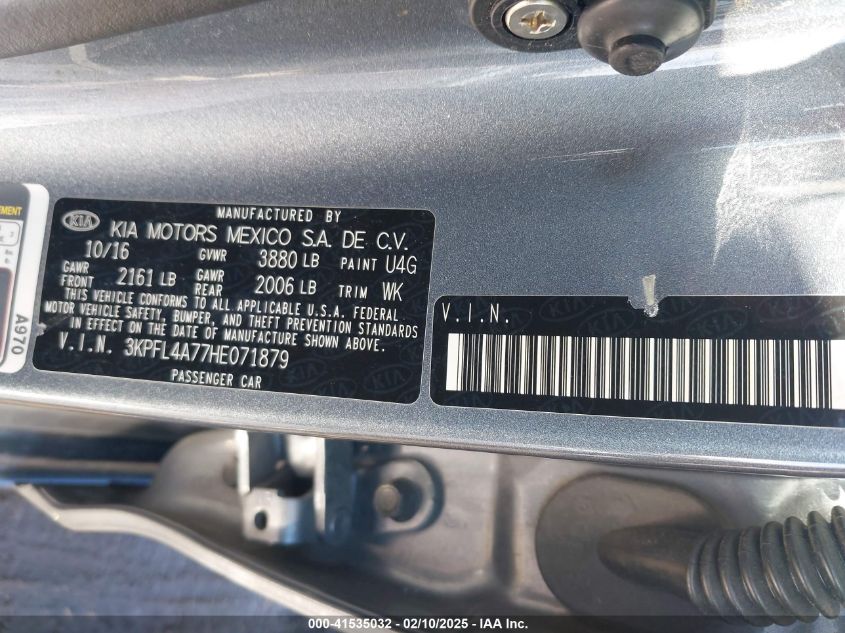 MANUFACTURED BY
KIA KIA MOTORS MEXICO S.A. DE C.V.
10/16 GVWR 3880 LB PAINT U4G
GAWR FRONT 2161 LB GAWR REAR 2006 LB TRIM WK
THIS VEHICLE CONFORMS TO ALL APPLICABLE U.S.A. FEDERAL
MOTOR VEHICLE SAFETY, BUMPER, AND THEFT PREVENTION STANDARDS
IN EFFECT ON THE DATE OF MANUFACTURE SHOWN ABOVE.
V.I.N. 3KPFL4A77HE071879
PASSENGER CAR
V.I.N.
A970
EMENT
108-41535032 - 02/10/2025 - IAA Inc.